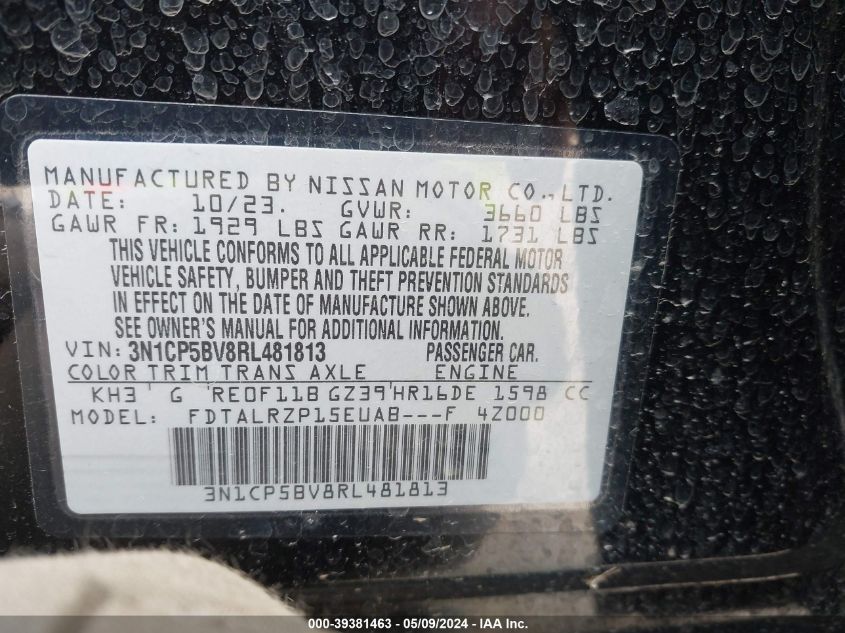 MANUFACTURED BY NISSAN MOTOR CO., LTD.
DATE: 10/23. GVWR: 3660 LBS
GAWR FR: 1929 LBS GAWR RR: 1731 LBS
THIS VEHICLE CONFORMS TO ALL APPLICABLE FEDERAL MOTOR
VEHICLE SAFETY, BUMPER AND THEFT PREVENTION STANDARDS
IN EFFECT ON THE DATE OF MANUFACTURE SHOWN ABOVE.
SEE OWNER'S MANUAL FOR ADDITIONAL INFORMATION.
VIN: 3N1CP5BV8RL481813 PASSENGER CAR.
COLOR TRIM TRANS AXLE ENGINE
KH3 G RE0F11B GZ39 HR16DE 1598 CC
MODEL: FDTALRZP15EUAB---F 4Z000
3N1CP5BV8RL481813
000-39381463 - 05/09/2024 - IAA Inc.